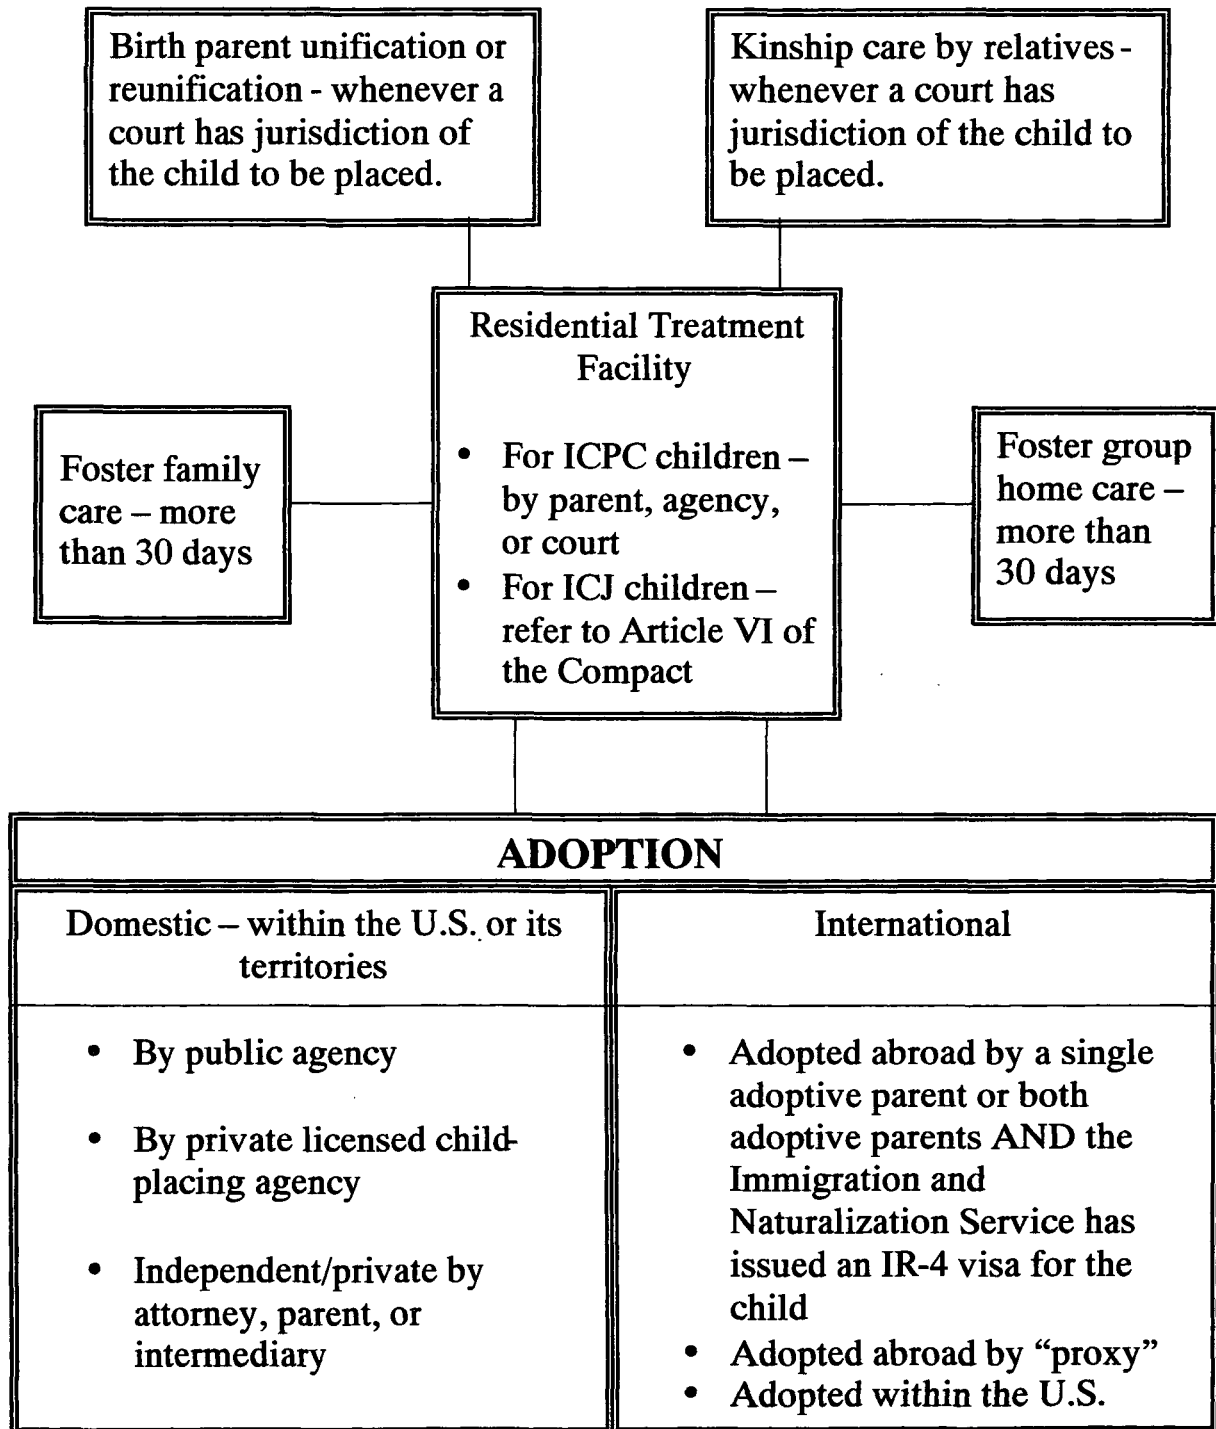 Birth parent unification or
reunification - whenever a
court has jurisdiction of
the child to be placed.
Kinship care by relatives -
whenever a court has
jurisdiction of the child to
be placed.
Residential Treatment
Facility
• For ICPC children –
by parent, agency,
or court
• For ICJ children –
refer to Article VI of
the Compact
Foster family
care – more
than 30 days
Foster group
home care –
more than
30 days
ADOPTION
Domestic – within the U.S. or its
territories
• By public agency
• By private licensed child-
placing agency
• Independent/private by
attorney, parent, or
intermediary
International
• Adopted abroad by a single
adoptive parent or both
adoptive parents AND the
Immigration and
Naturalization Service has
issued an IR-4 visa for the
child
• Adopted abroad by “proxy”
• Adopted within the U.S.